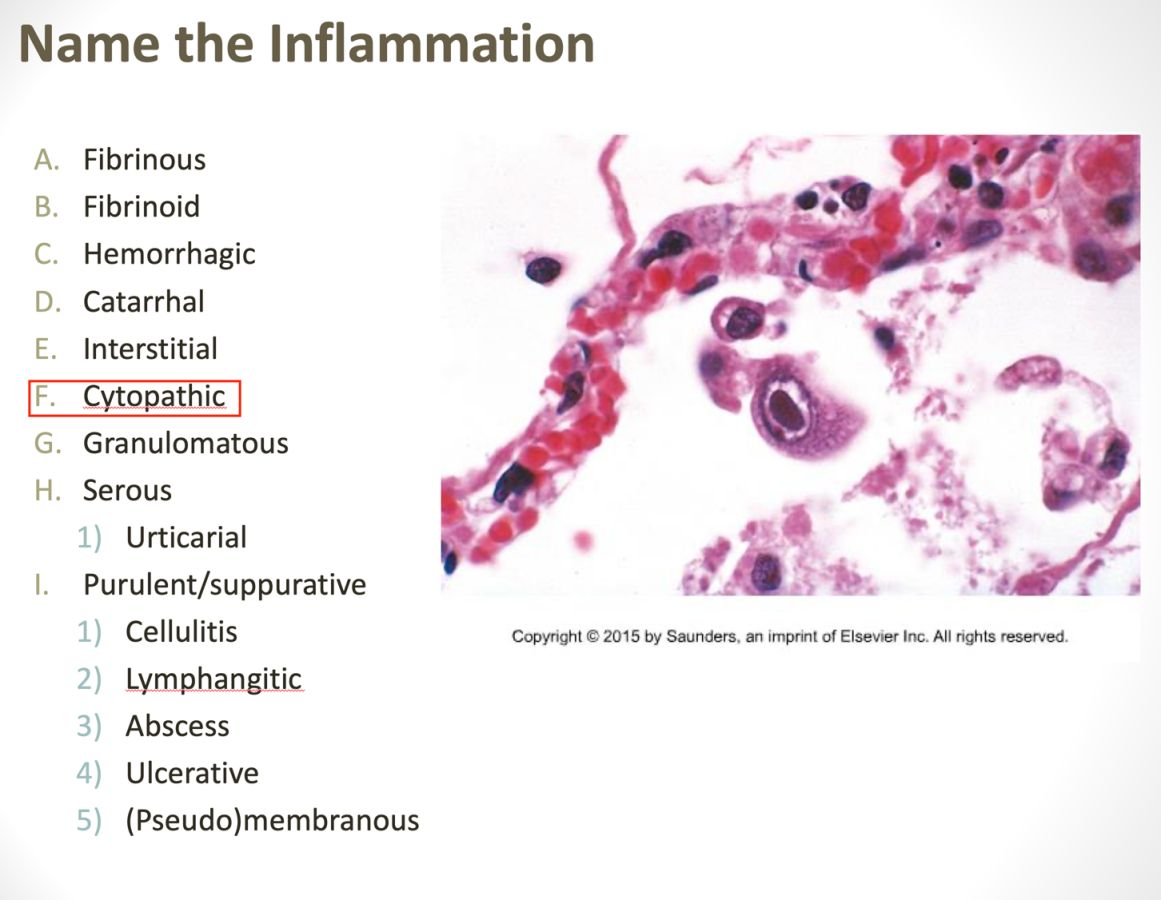 Name the Inflammation
A. Fibrinous
B. Fibrinoid
C. Hemorrhagic
D. Catarrhal
E. Interstitial
F. Cytopathic
G. Granulomatous
H. Serous
1) Urticarial
I. Purulent/suppurative
1) Cellulitis
2) Lymphangitic
3) Abscess
4) Ulcerative
5) (Pseudo)membranous
Copyright © 2015 by Saunders, an imprint of Elsevier Inc. All rights reserved.